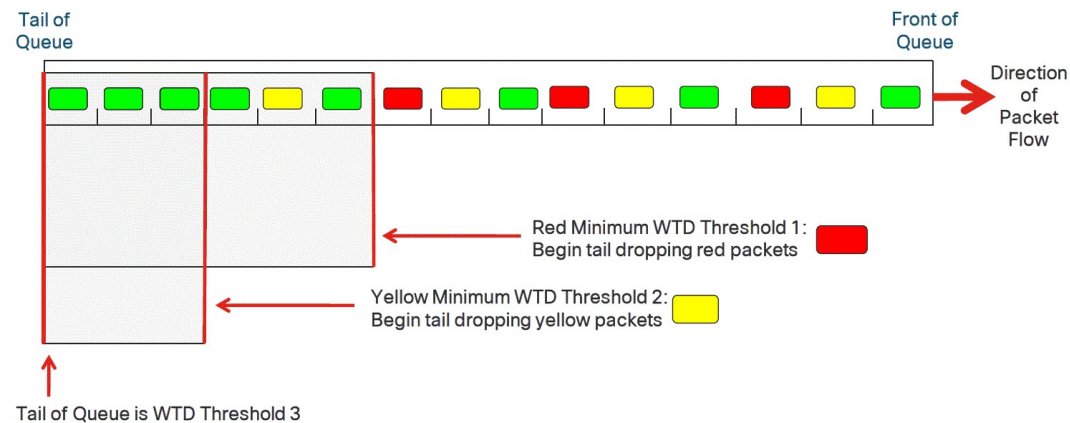 Tail of
Queue
Front of
Queue
Direction
of
Packet
Flow
Red Minimum WTD Threshold 1:
Begin tail dropping red packets
Yellow Minimum WTD Threshold 2:
Begin tail dropping yellow packets
Tail of Queue is WTD Threshold 3